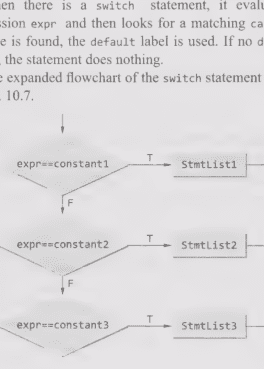 en there is a switch statement, it evalu
ssion expr and then looks for a matching ca
e is found, the default label is used. If no d
, the statement does nothing.
e expanded flowchart of the switch statement
10.7.
expr==constant1 T StmtList1
F
expr==constant2 T StmtList2
F
expr==constant3 T StmtList3